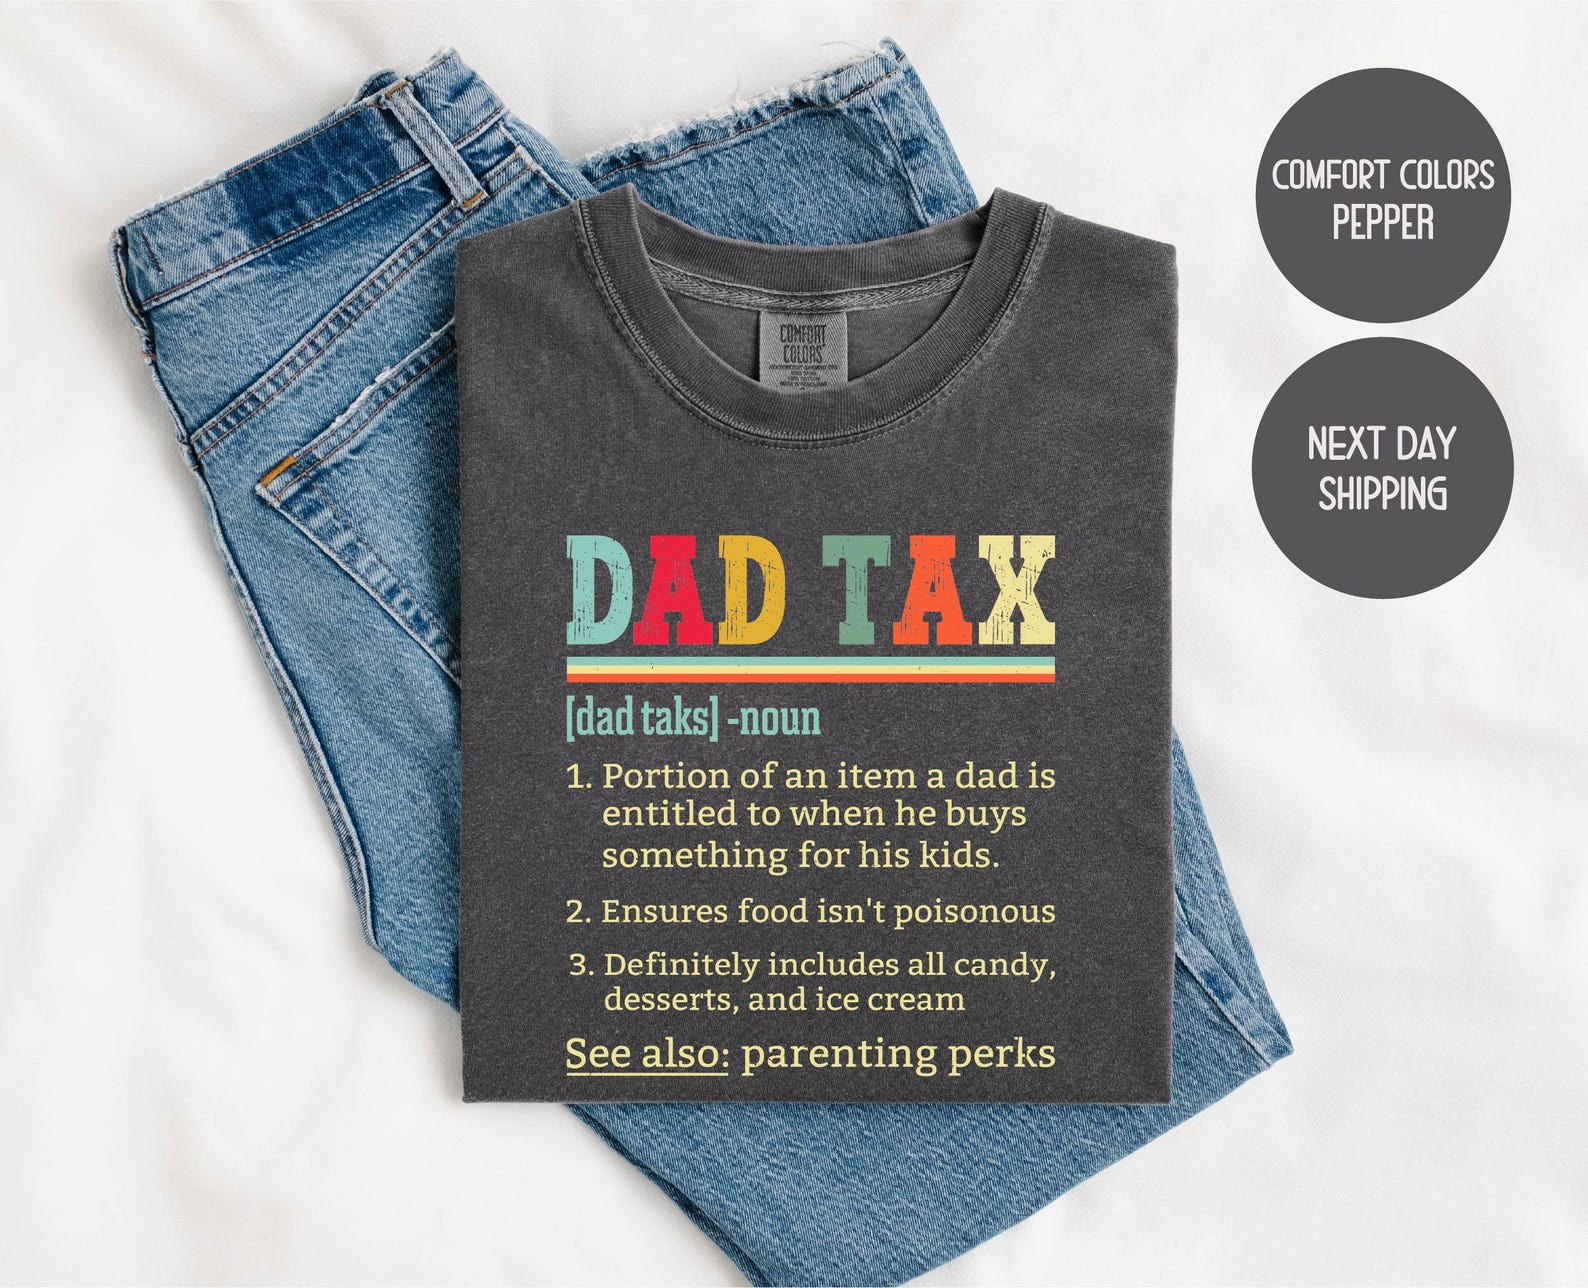 COMFORT COLORS
PEPPER
NEXT DAY
SHIPPING
COMFORT
COLORS
DAD TAX
[dad taks] -noun
1. Portion of an item a dad is
entitled to when he buys
something for his kids.
2. Ensures food isn't poisonous
3. Definitely includes all candy,
desserts, and ice cream
See also: parenting perks